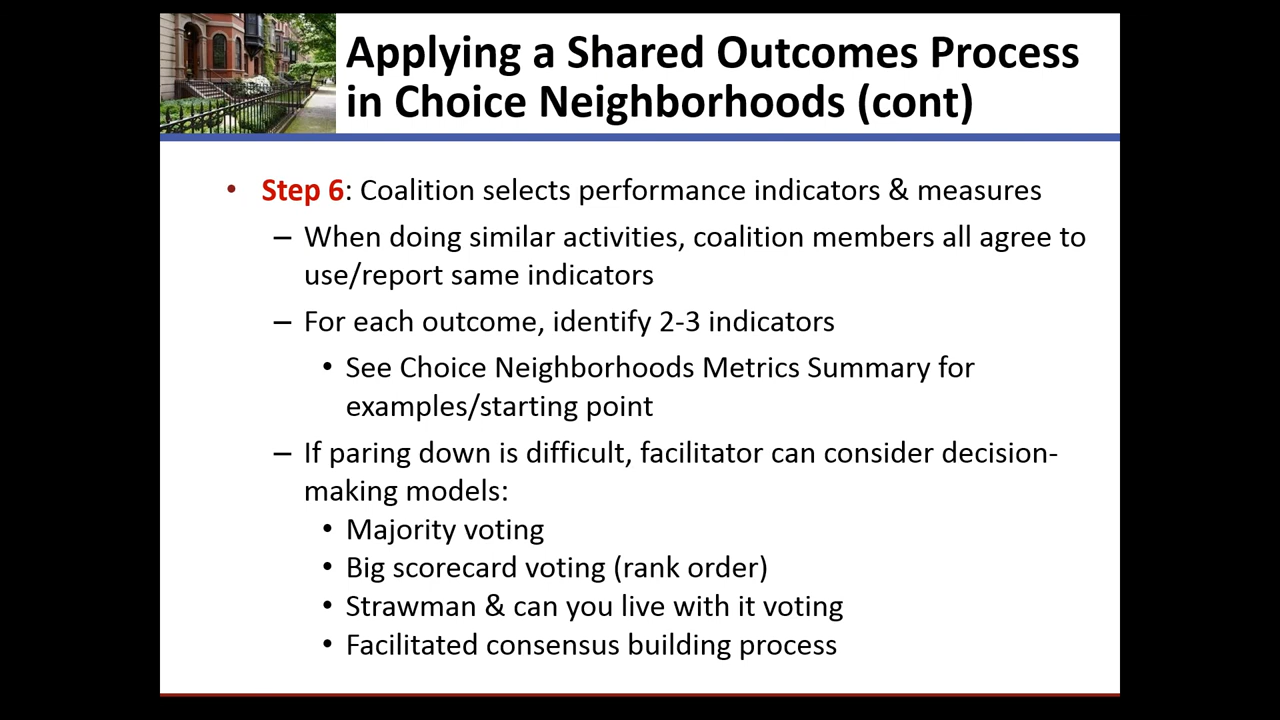 Applying a Shared Outcomes Process
in Choice Neighborhoods (cont)
• Step 6: Coalition selects performance indicators & measures
– When doing similar activities, coalition members all agree to
use/report same indicators
– For each outcome, identify 2-3 indicators
• See Choice Neighborhoods Metrics Summary for
examples/starting point
– If paring down is difficult, facilitator can consider decision-
making models:
• Majority voting
• Big scorecard voting (rank order)
• Strawman & can you live with it voting
• Facilitated consensus building process